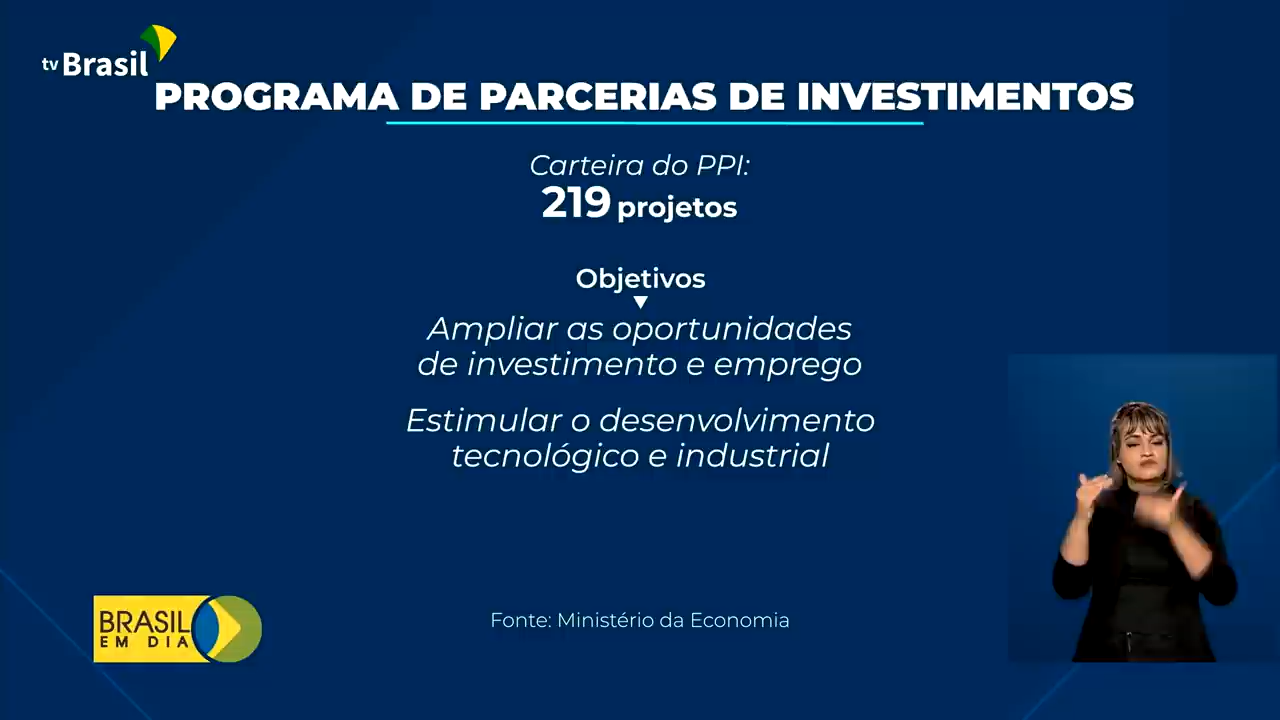 tv Brasil
PROGRAMA DE PARCERIAS DE INVESTIMENTOS
Carteira do PPI:
219 projetos
Objetivos
Ampliar as oportunidades
de investimento e emprego
Estimular o desenvolvimento
tecnológico e industrial
BRASIL
EM DIA
Fonte: Ministério da Economia